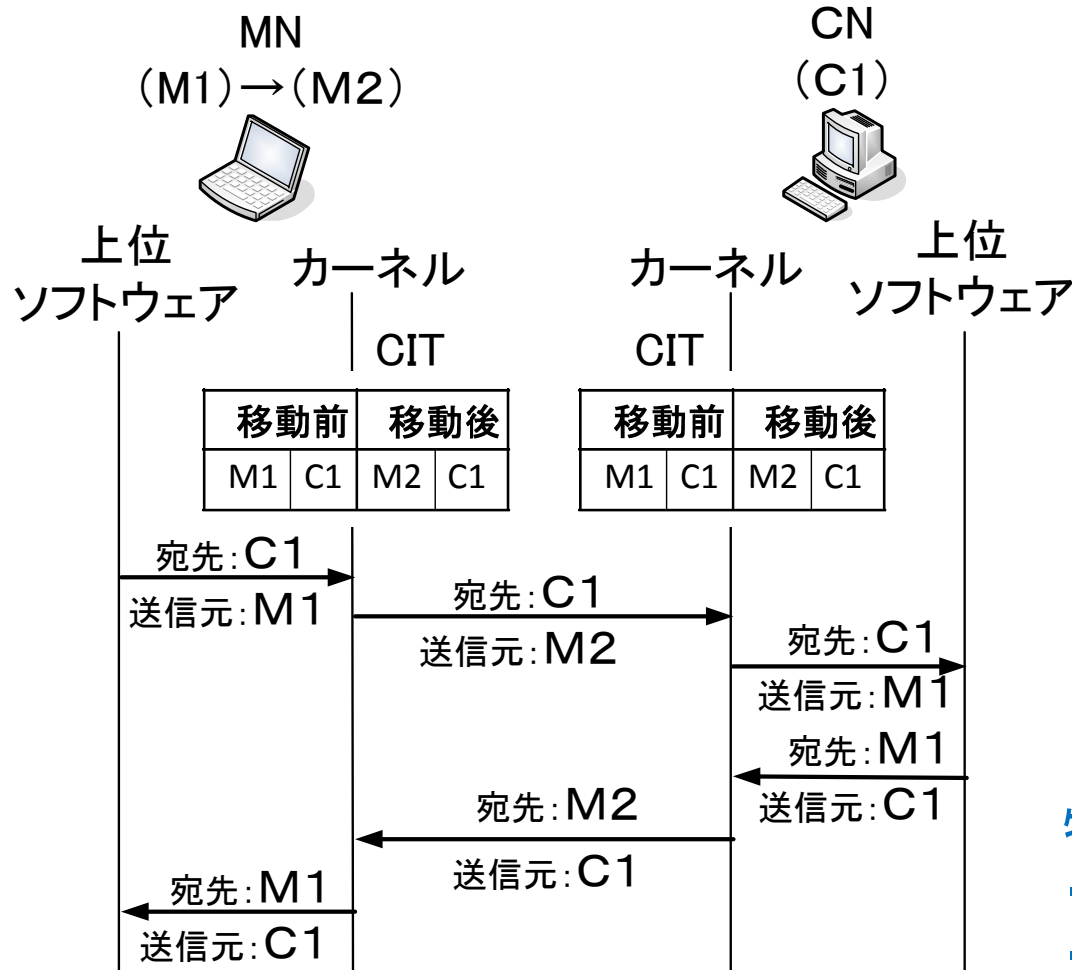 MN
(M1)→(M2)
CN
(C1)
上位
ソフトウェア
カーネル
カーネル
上位
ソフトウェア
CIT
CIT
移動前 移動後
M1 C1 M2 C1
移動前 移動後
M1 C1 M2 C1
宛先:C1
送信元:M1
宛先:C1
送信元:M2
宛先:C1
送信元:M1
宛先:M1
送信元:C1
宛先:M2
送信元:C1
宛先:M1
送信元:C1